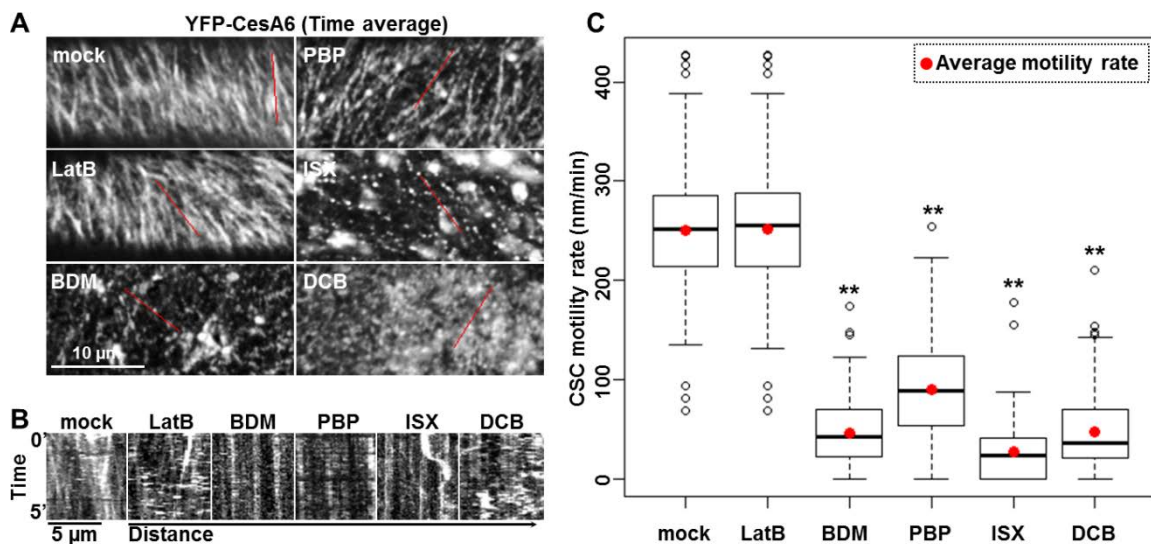 A
YFP-CesA6 (Time average)
mock
PBP
LatB
ISX
BDM
DCB
10 µm
B
mock LatB BDM PBP ISX DCB
Time
0'
5'
5 µm Distance
C
Average motility rate
CSC motility rate (nm/min)
400
300
200
100
0
**
**
**
**
mock LatB BDM PBP ISX DCB